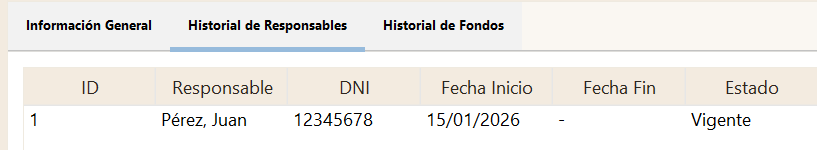 Información General Historial de Responsables Historial de Fondos
ID Responsable DNI Fecha Inicio Fecha Fin Estado
1 Pérez, Juan 12345678 15/01/2026 - Vigente